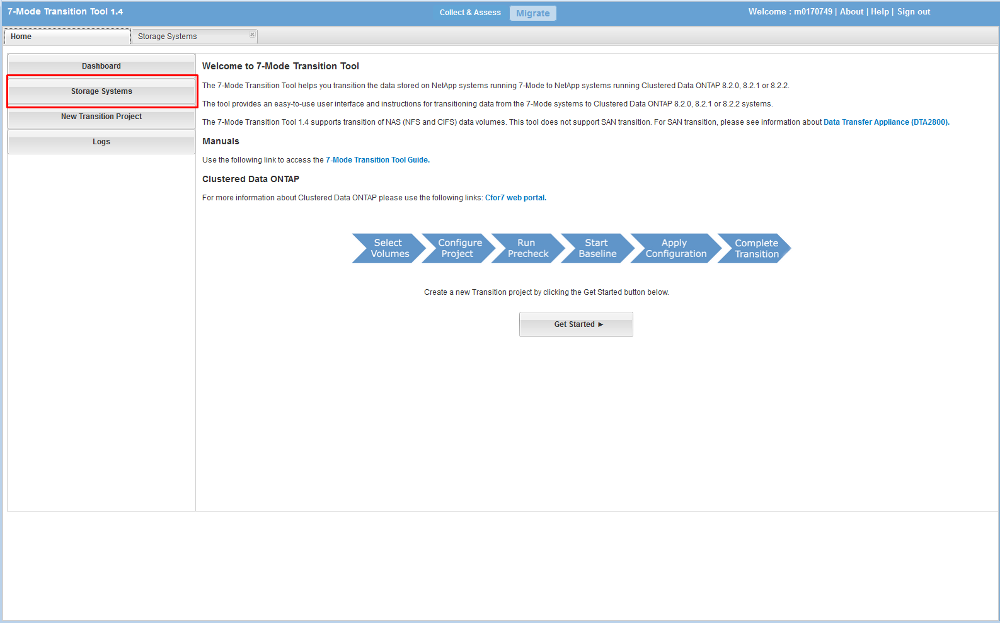 7-Mode Transition Tool 1.4
Collect & Assess
Migrate
Welcome : m0170749 | About | Help | Sign out
Home
Storage Systems
Dashboard
Storage Systems
New Transition Project
Logs
Welcome to 7-Mode Transition Tool
The 7-Mode Transition Tool helps you transition the data stored on NetApp systems running 7-Mode to NetApp systems running Clustered Data ONTAP 8.2.0, 8.2.1 or 8.2.2.
The tool provides an easy-to-use user interface and instructions for transitioning data from the 7-Mode systems to Clustered Data ONTAP 8.2.0, 8.2.1 or 8.2.2 systems.
The 7-Mode Transition Tool 1.4 supports transition of NAS (NFS and CIFS) data volumes. This tool does not support SAN transition. For SAN transition, please see information about Data Transfer Appliance (DTA2800).
Manuals
Use the following link to access the 7-Mode Transition Tool Guide.
Clustered Data ONTAP
For more information about Clustered Data ONTAP please use the following links: Cfor7 web portal.
Select
Volumes
Configure
Project
Run
Precheck
Start
Baseline
Apply
Configuration
Complete
Transition
Create a new Transition project by clicking the Get Started button below.
Get Started ►